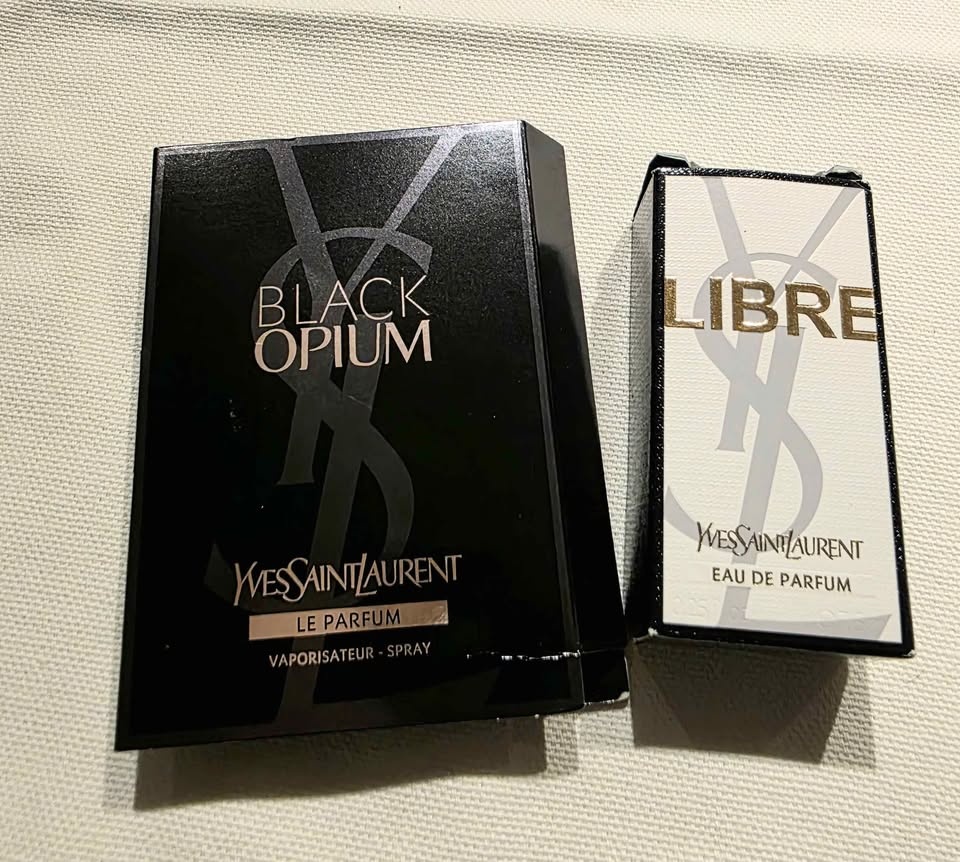 BLACK
OPIUM
YVESSAINTLAURENT
LE PARFUM
VAPORISATEUR - SPRAY
LIBRE
YVESSAINTLAURENT
EAU DE PARFUM